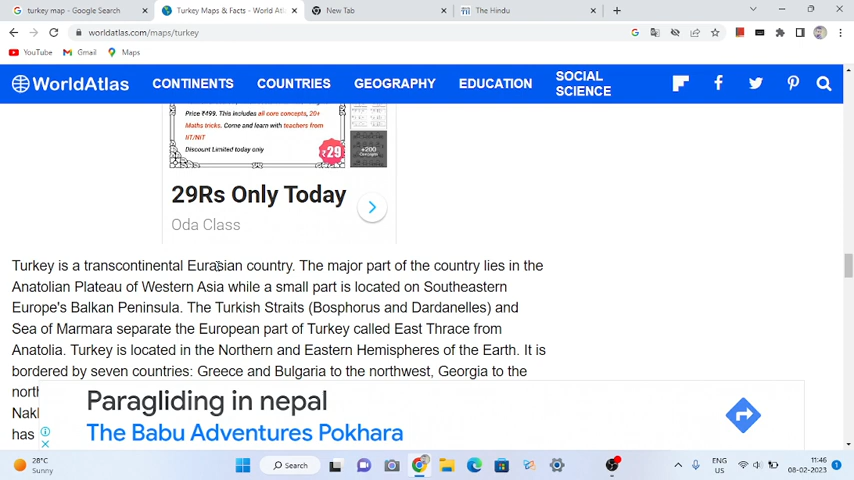 turkey map - Google Search
Turkey Maps & Facts - World Atl
New Tab
The Hindu
worldatlas.com/maps/turkey
YouTube
Gmail
Maps
WorldAtlas
CONTINENTS
COUNTRIES
GEOGRAPHY
EDUCATION
SOCIAL
SCIENCE
Price ₹499. This includes all core concepts, 20+
Maths tricks. Come and learn with teachers from
IIT/NIT
Discount Limited today only
₹29
+200
29Rs Only Today
Oda Class
Turkey is a transcontinental Eurasian country. The major part of the country lies in the
Anatolian Plateau of Western Asia while a small part is located on Southeastern
Europe's Balkan Peninsula. The Turkish Straits (Bosphorus and Dardanelles) and
Sea of Marmara separate the European part of Turkey called East Thrace from
Anatolia. Turkey is located in the Northern and Eastern Hemispheres of the Earth. It is
bordered by seven countries: Greece and Bulgaria to the northwest, Georgia to the
has
Paragliding in nepal
The Babu Adventures Pokhara
28°C
Sunny
Search
ENG
US
11:46
08-02-2023